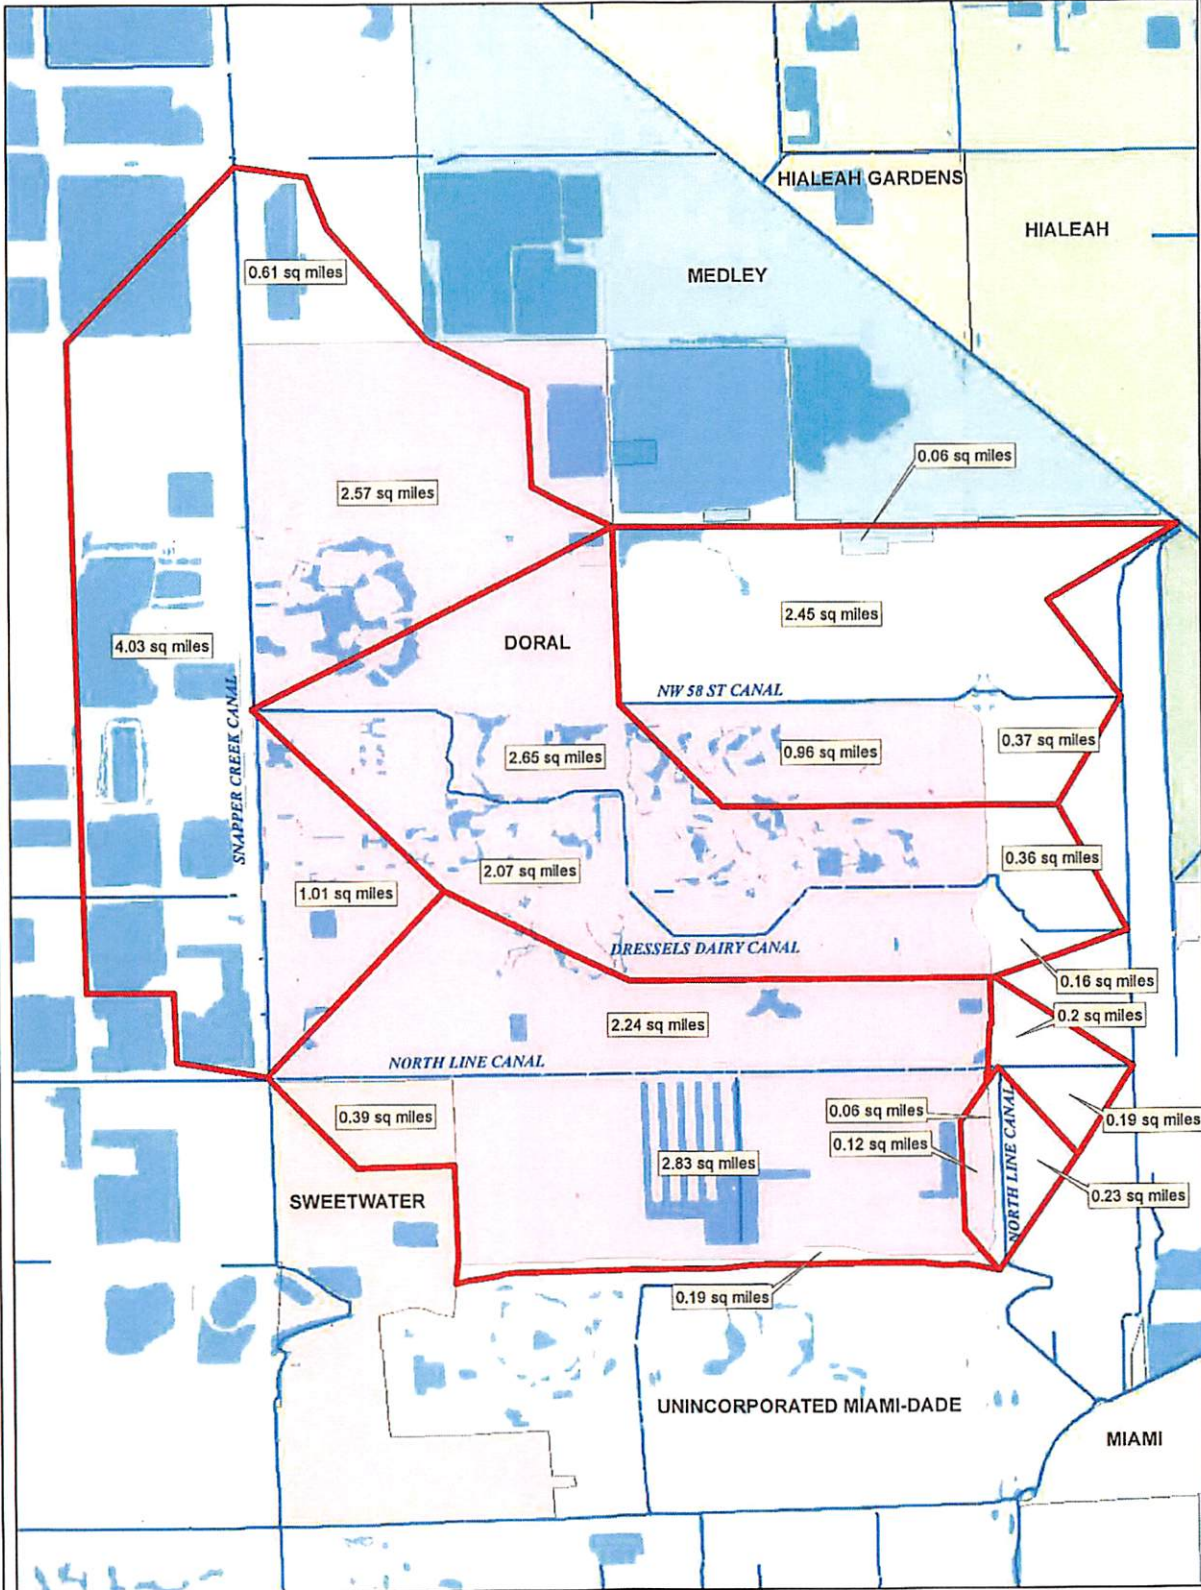 HIALEAH GARDENS
HIALEAH
0.61 sq miles
MEDLEY
0.06 sq miles
2.57 sq miles
2.45 sq miles
4.03 sq miles
DORAL
SNAPPER CREEK CANAL
NW 58 ST CANAL
0.37 sq miles
2.65 sq miles
0.96 sq miles
0.36 sq miles
2.07 sq miles
1.01 sq miles
DRESSELS DAIRY CANAL
0.16 sq miles
0.2 sq miles
2.24 sq miles
NORTH LINE CANAL
0.39 sq miles
0.06 sq miles
0.19 sq miles
0.12 sq miles
2.83 sq miles
NORTH LINE CANAL
0.23 sq miles
SWEETWATER
0.19 sq miles
UNINCORPORATED MIAMI-DADE
MIAMI